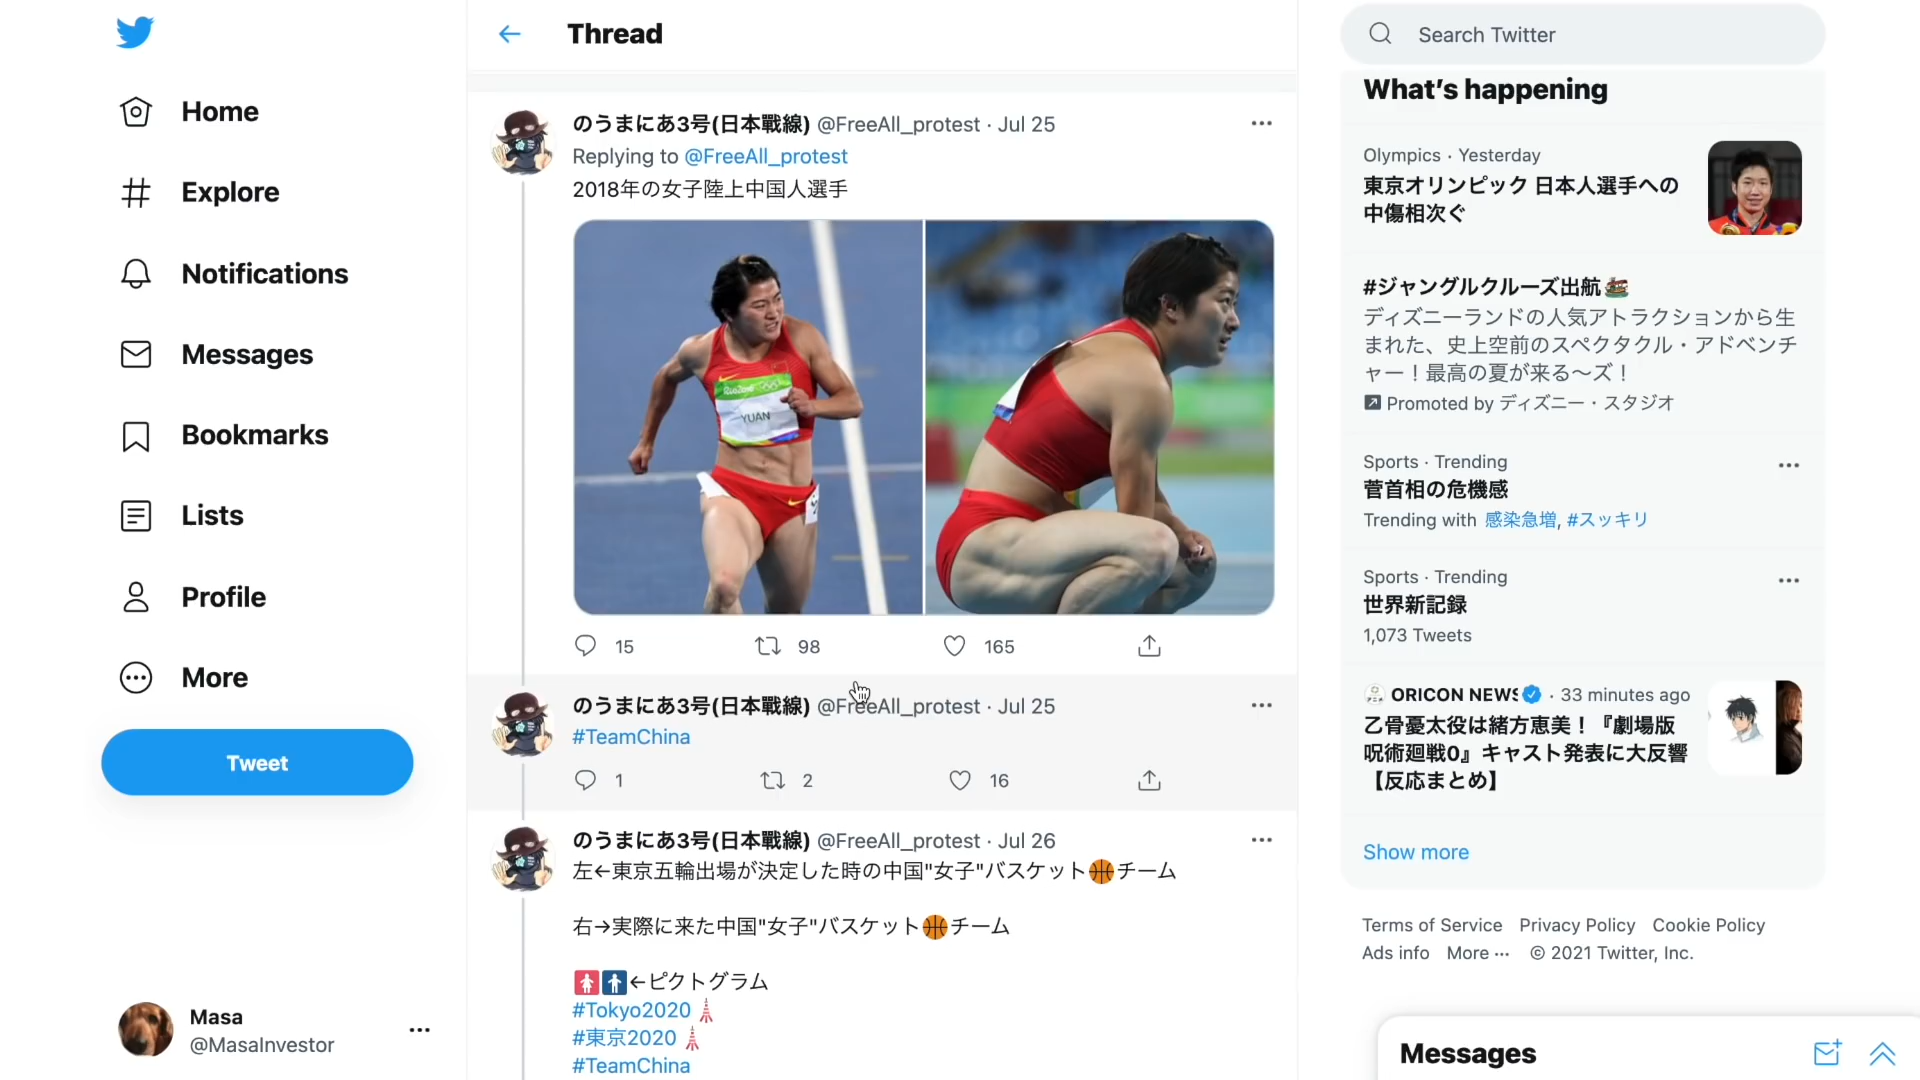 Home
Explore
Notifications
Messages
Bookmarks
Lists
Profile
More
Tweet
Masa
@MasaInvestor
Thread
のうまにあ3号(日本戰線) @FreeAll_protest · Jul 25
Replying to @FreeAll_protest
2018年の女子陸上中国人選手
Rio2016
YUAN
15 98 165
のうまにあ3号(日本戰線) @FreeAll_protest · Jul 25
#TeamChina
1 2 16
のうまにあ3号(日本戰線) @FreeAll_protest · Jul 26
左←東京五輪出場が決定した時の中国"女子"バスケット🏀チーム
右→実際に来た中国"女子"バスケット🏀チーム
🚺🚹←ピクトグラム
#Tokyo2020
#東京2020
#TeamChina
Search Twitter
What's happening
Olympics · Yesterday
東京オリンピック 日本人選手への
中傷相次ぐ
#ジャングルクルーズ出航
ディズニーランドの人気アトラクションから生
まれた、史上空前のスペクタクル・アドベンチ
ャー！最高の夏が来る〜ズ！
Promoted by ディズニー・スタジオ
Sports · Trending
菅首相の危機感
Trending with 感染急増, #スッキリ
Sports · Trending
世界新記録
1,073 Tweets
ORICON NEWS · 33 minutes ago
乙骨憂太役は緒方恵美！『劇場版
呪術廻戦0』キャスト発表に大反響
【反応まとめ】
Show more
Terms of Service Privacy Policy Cookie Policy
Ads info More ··· © 2021 Twitter, Inc.
Messages